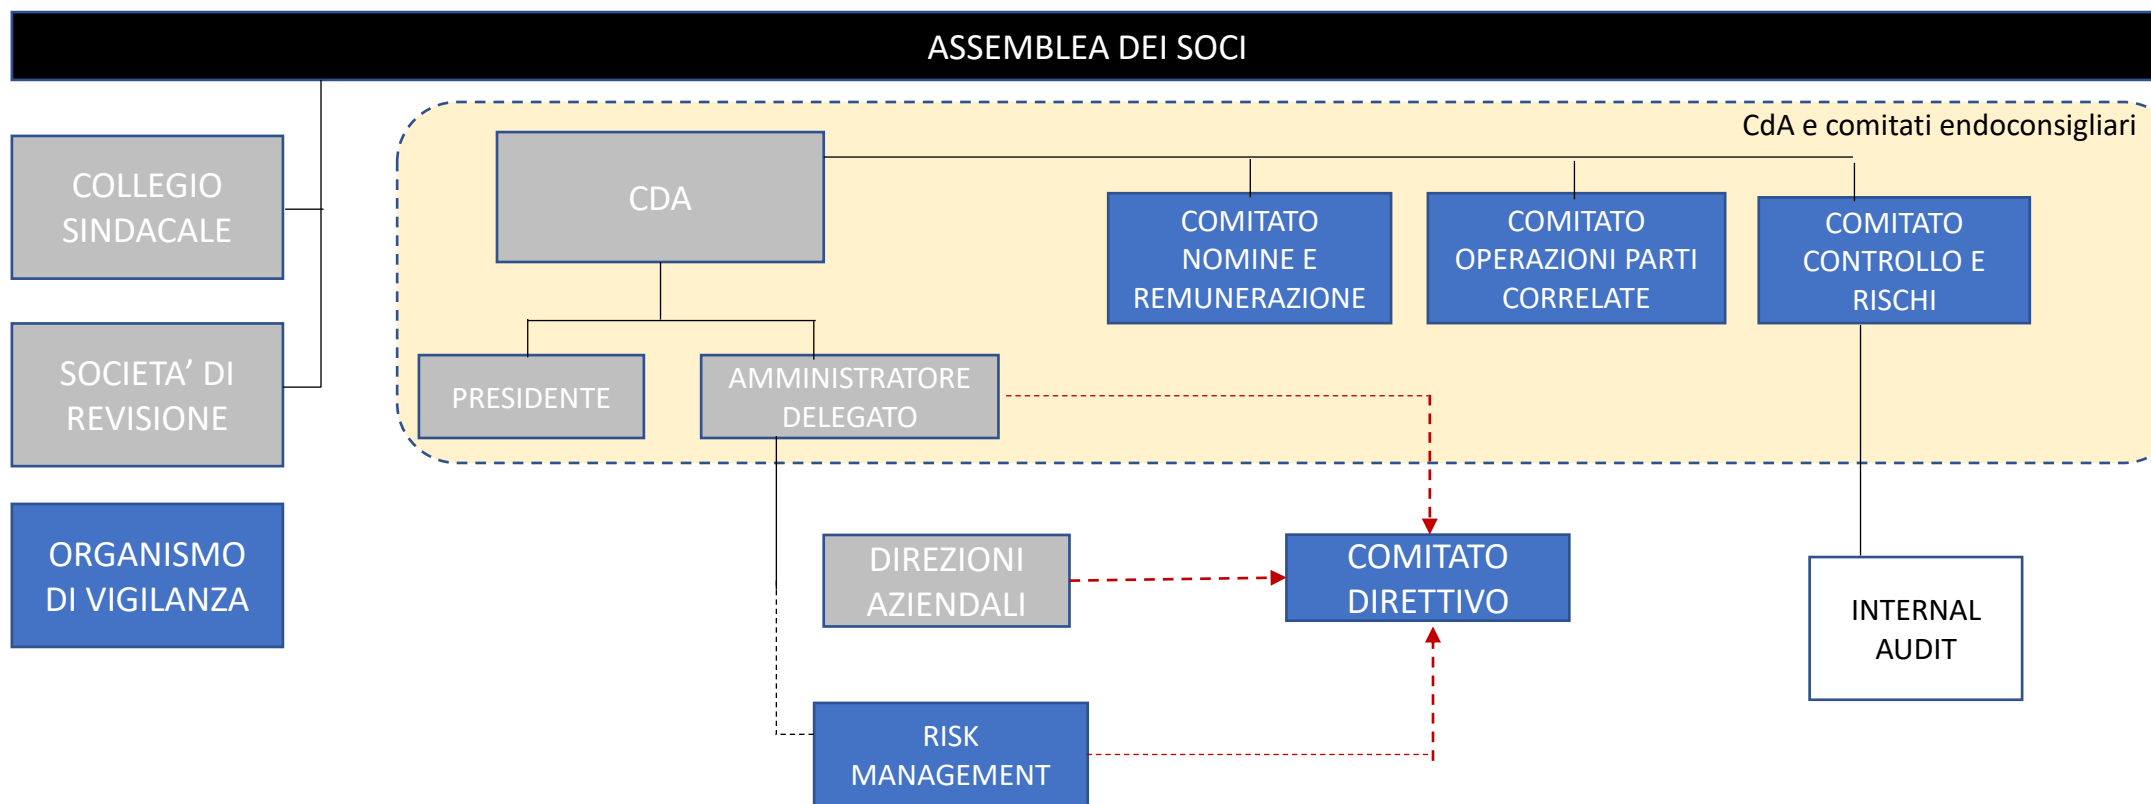 ASSEMBLEA DEI SOCI
CdA e comitati endoconsigliari
COLLEGIO
SINDACALE
CDA
COMITATO
NOMINE E
REMUNERAZIONE
COMITATO
OPERAZIONI PARTI
CORRELATE
COMITATO
CONTROLLO E
RISCHI
SOCIETA’ DI
REVISIONE
PRESIDENTE
AMMINISTRATORE
DELEGATO
ORGANISMO
DI VIGILANZA
DIREZIONI
AZIENDALI
COMITATO
DIRETTIVO
INTERNAL
AUDIT
RISK
MANAGEMENT